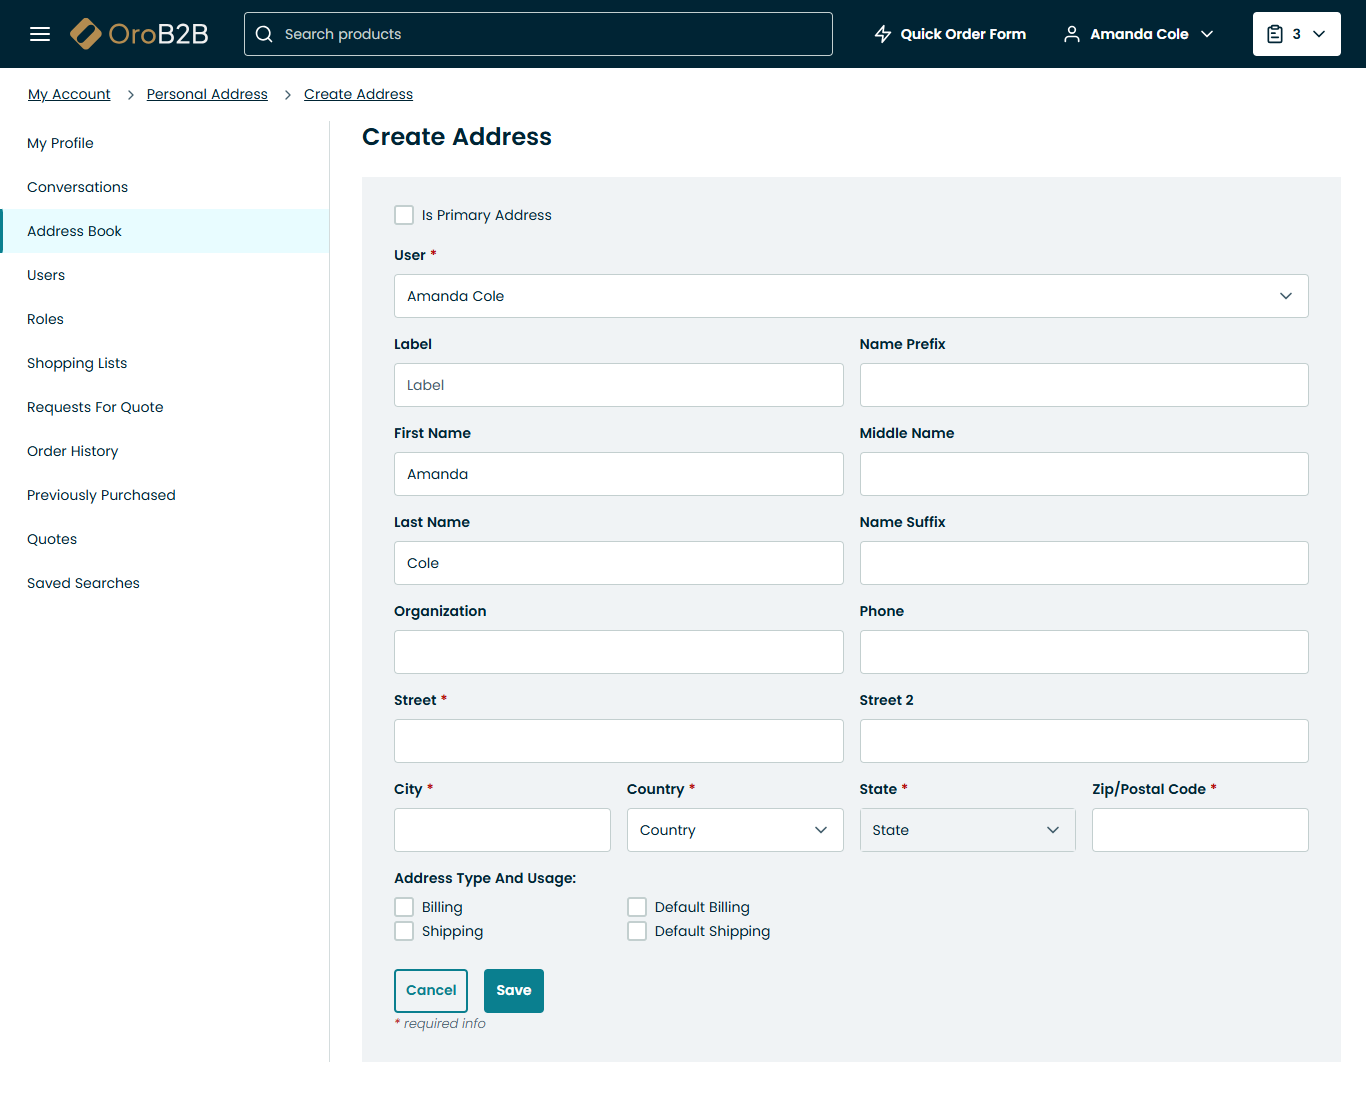 OroB2B
Search products
Quick Order Form
Amanda Cole
3
My Account
Personal Address
Create Address
My Profile
Conversations
Address Book
Users
Roles
Shopping Lists
Requests For Quote
Order History
Previously Purchased
Quotes
Saved Searches
Create Address
Is Primary Address
User *
Amanda Cole
Label
Name Prefix
Label
First Name
Middle Name
Amanda
Last Name
Name Suffix
Cole
Organization
Phone
Street *
Street 2
City *
Country *
State *
Zip/Postal Code *
Country
State
Address Type And Usage:
Billing
Default Billing
Shipping
Default Shipping
Cancel
Save
* required info